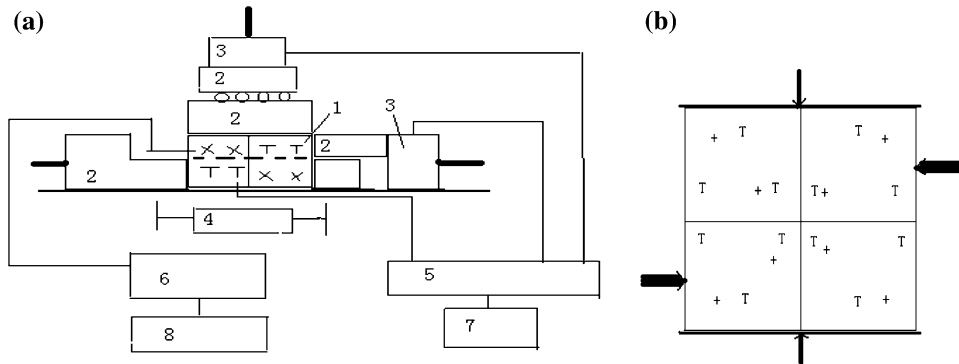 (a)
(b)
3
2
2
1
3
2
2
× × T T
T T × ×
4
5
6
7
8
+ T T +
T + T T + T
T T T + T
+
+ T T +